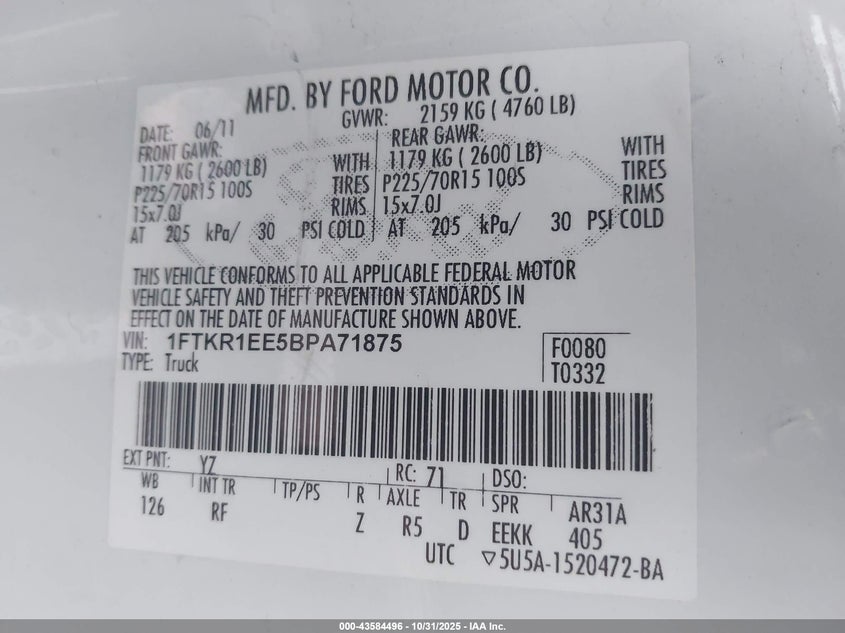 MFD. BY FORD MOTOR CO.
DATE: 06/11 GVWR: 2159 KG ( 4760 LB)
FRONT GAWR: REAR GAWR:
1179 KG ( 2600 LB) WITH 1179 KG ( 2600 LB) WITH
P225/70R15 100S TIRES P225/70R15 100S TIRES
15x7.0J RIMS 15x7.0J RIMS
AT 205 kPa/ 30 PSI COLD AT 205 kPa/ 30 PSI COLD
THIS VEHICLE CONFORMS TO ALL APPLICABLE FEDERAL MOTOR
VEHICLE SAFETY AND THEFT PREVENTION STANDARDS IN
EFFECT ON THE DATE OF MANUFACTURE SHOWN ABOVE.
VIN: 1FTKR1EE5BPA71875 F0080
TYPE: Truck T0332
EXT PNT: YZ RC: 71 DSO:
WB INT TR TP/PS R AXLE TR SPR AR31A
126 RF Z R5 D EEKK 405
UTC ▽5U5A-1520472-BA
000-43584496 - 10/31/2025 - IAA Inc.